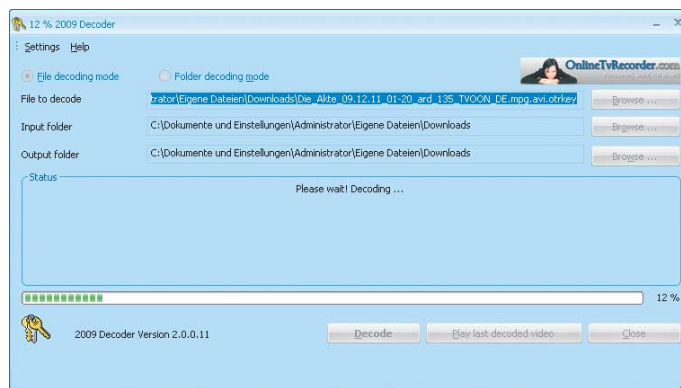 12 % 2009 Decoder
Settings Help
File decoding mode Folder decoding mode
OnlineTvRecorder.com
File to decode trator\Eigene Dateien\Downloads\Die_Akte_09.12.11_01-20_ard_135_TVOON_DE.mpg.avi.otrkey Browse ...
Input folder C:\Dokumente und Einstellungen\Administrator\Eigene Dateien\Downloads Browse ...
Output folder C:\Dokumente und Einstellungen\Administrator\Eigene Dateien\Downloads Browse ...
Status
Please wait! Decoding ...
12 %
2009 Decoder Version 2.0.0.11 Decode Play last decoded video Close